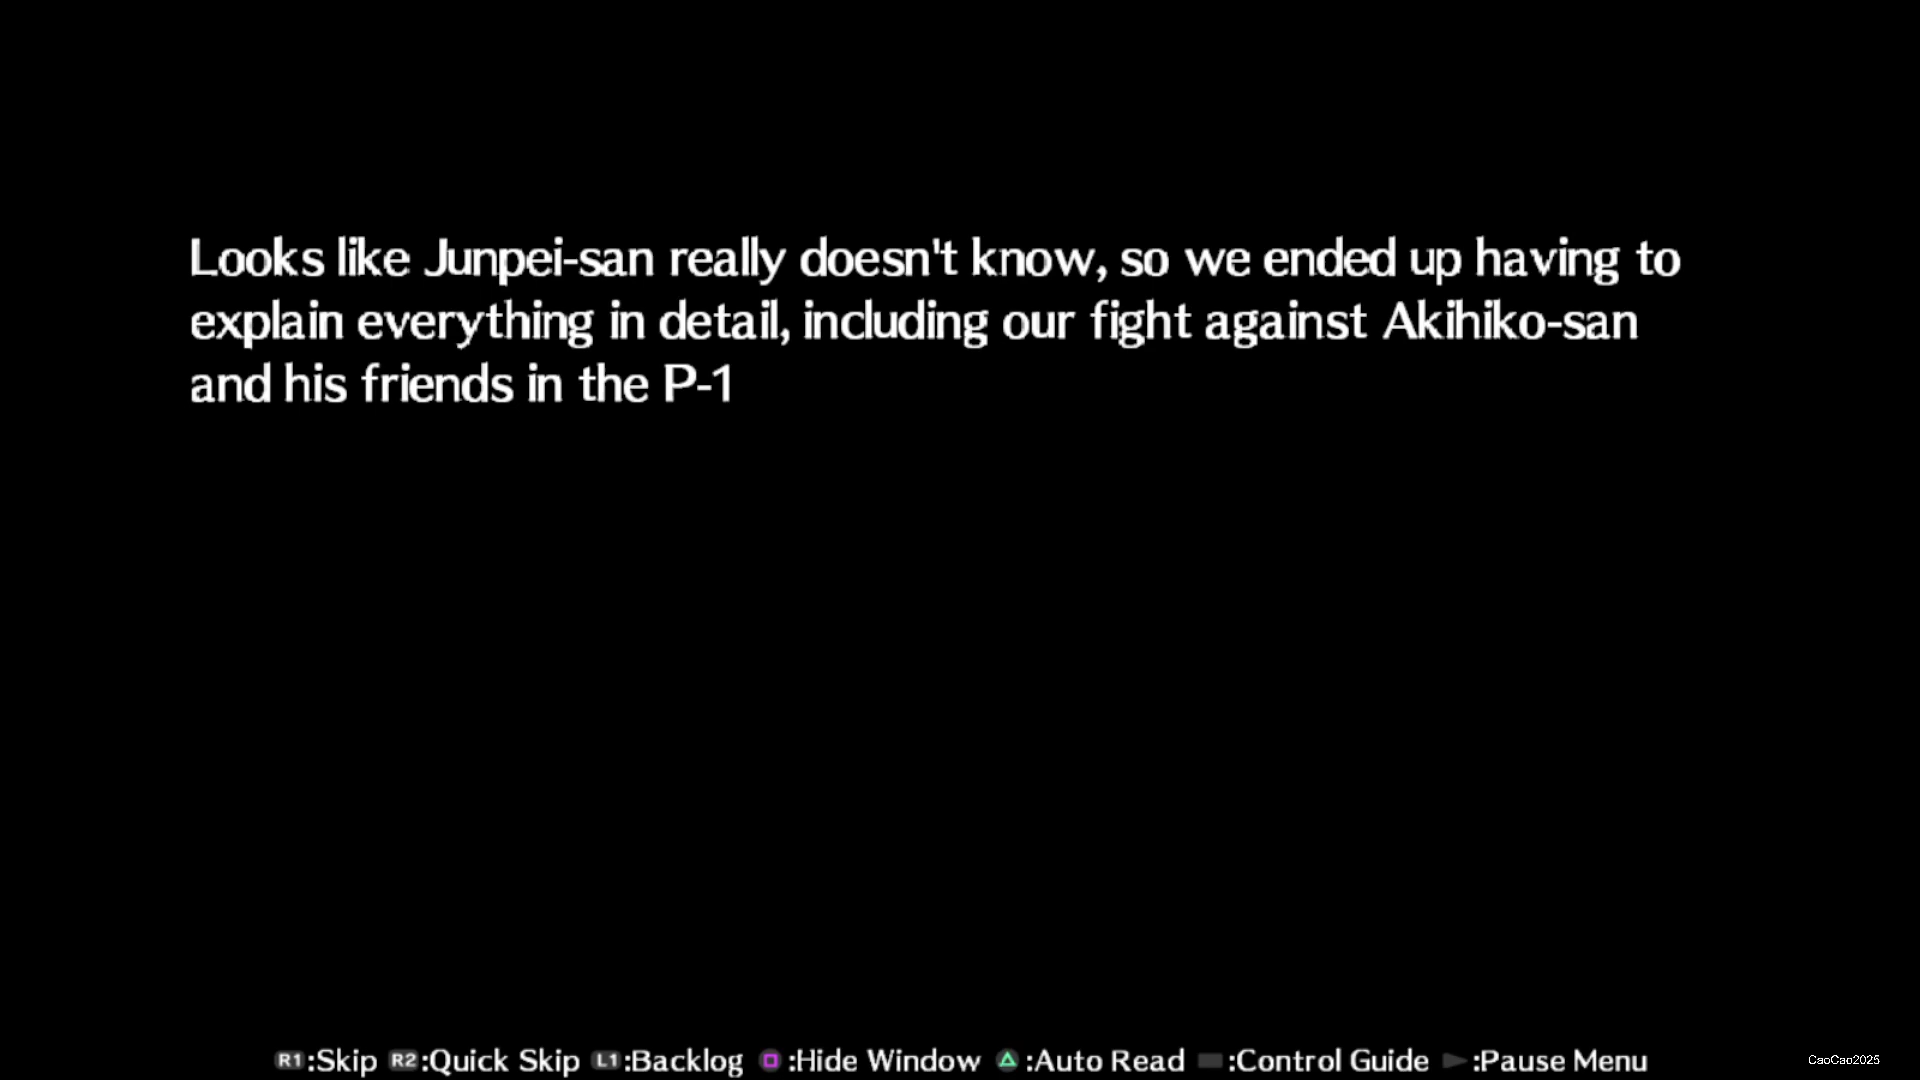 Looks like Junpei-san really doesn't know, so we ended up having to
explain everything in detail, including our fight against Akihiko-san
and his friends in the P-1
R1:Skip R2:Quick Skip L1:Backlog :Hide Window :Auto Read :Control Guide :Pause Menu
CaoCao2025